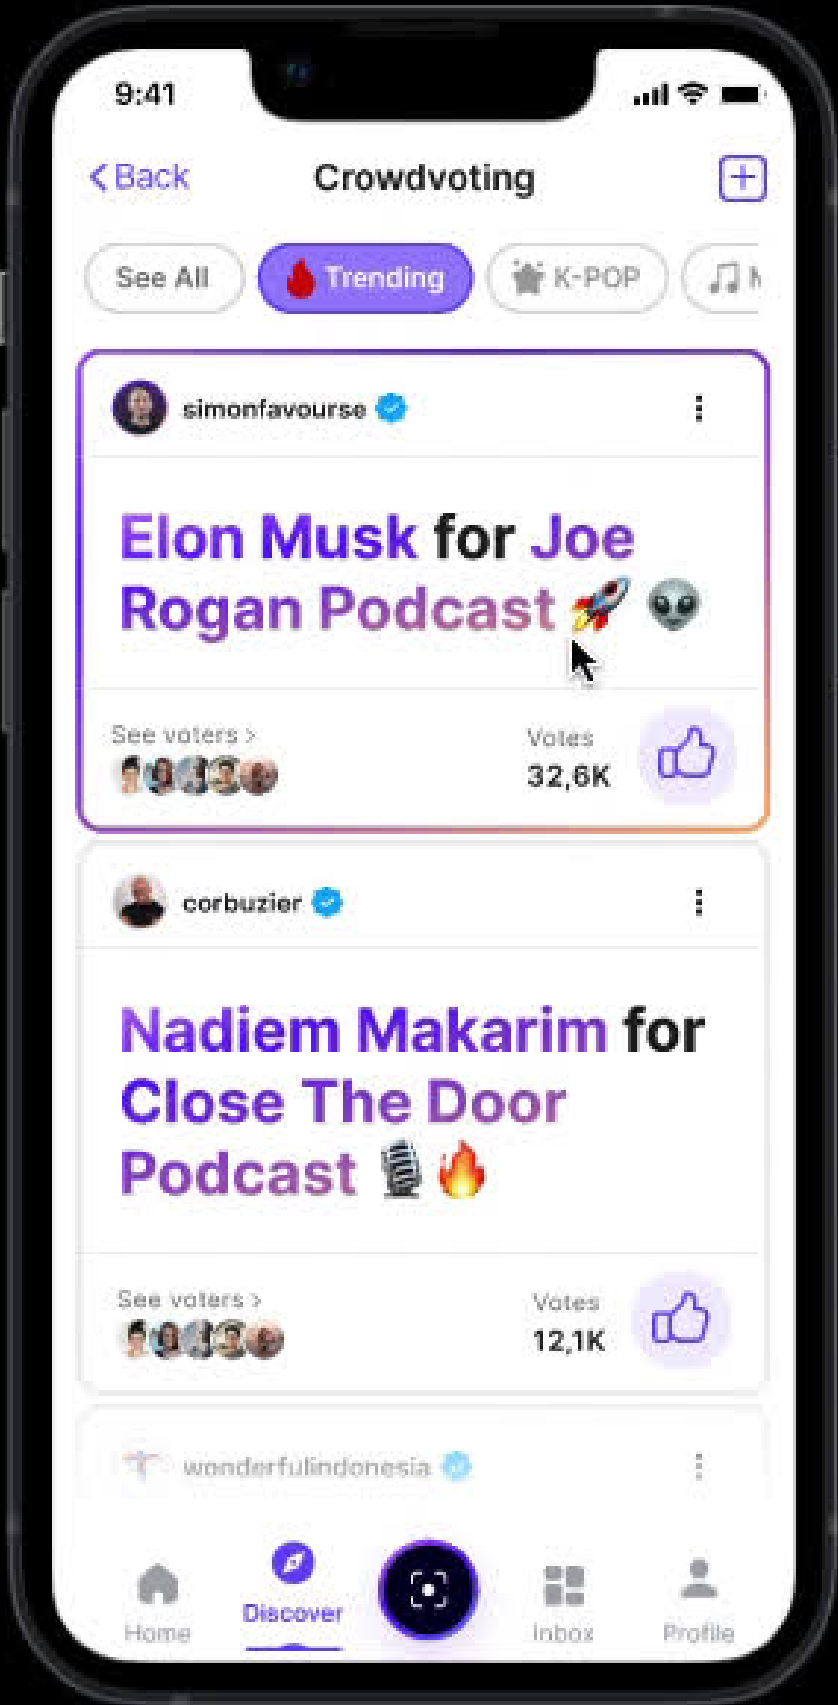 9:41
Back
Crowdvoting
See All
Trending
K-POP
simonfavourse
Elon Musk for Joe
Rogan Podcast 🚀 👽
See voters >
Votes
32,6K
corbuzier
Nadiem Makarim for
Close The Door
Podcast 🎙️🔥
See voters >
Votes
12,1K
wonderfulindonesia
Home
Discover
Inbox
Profile